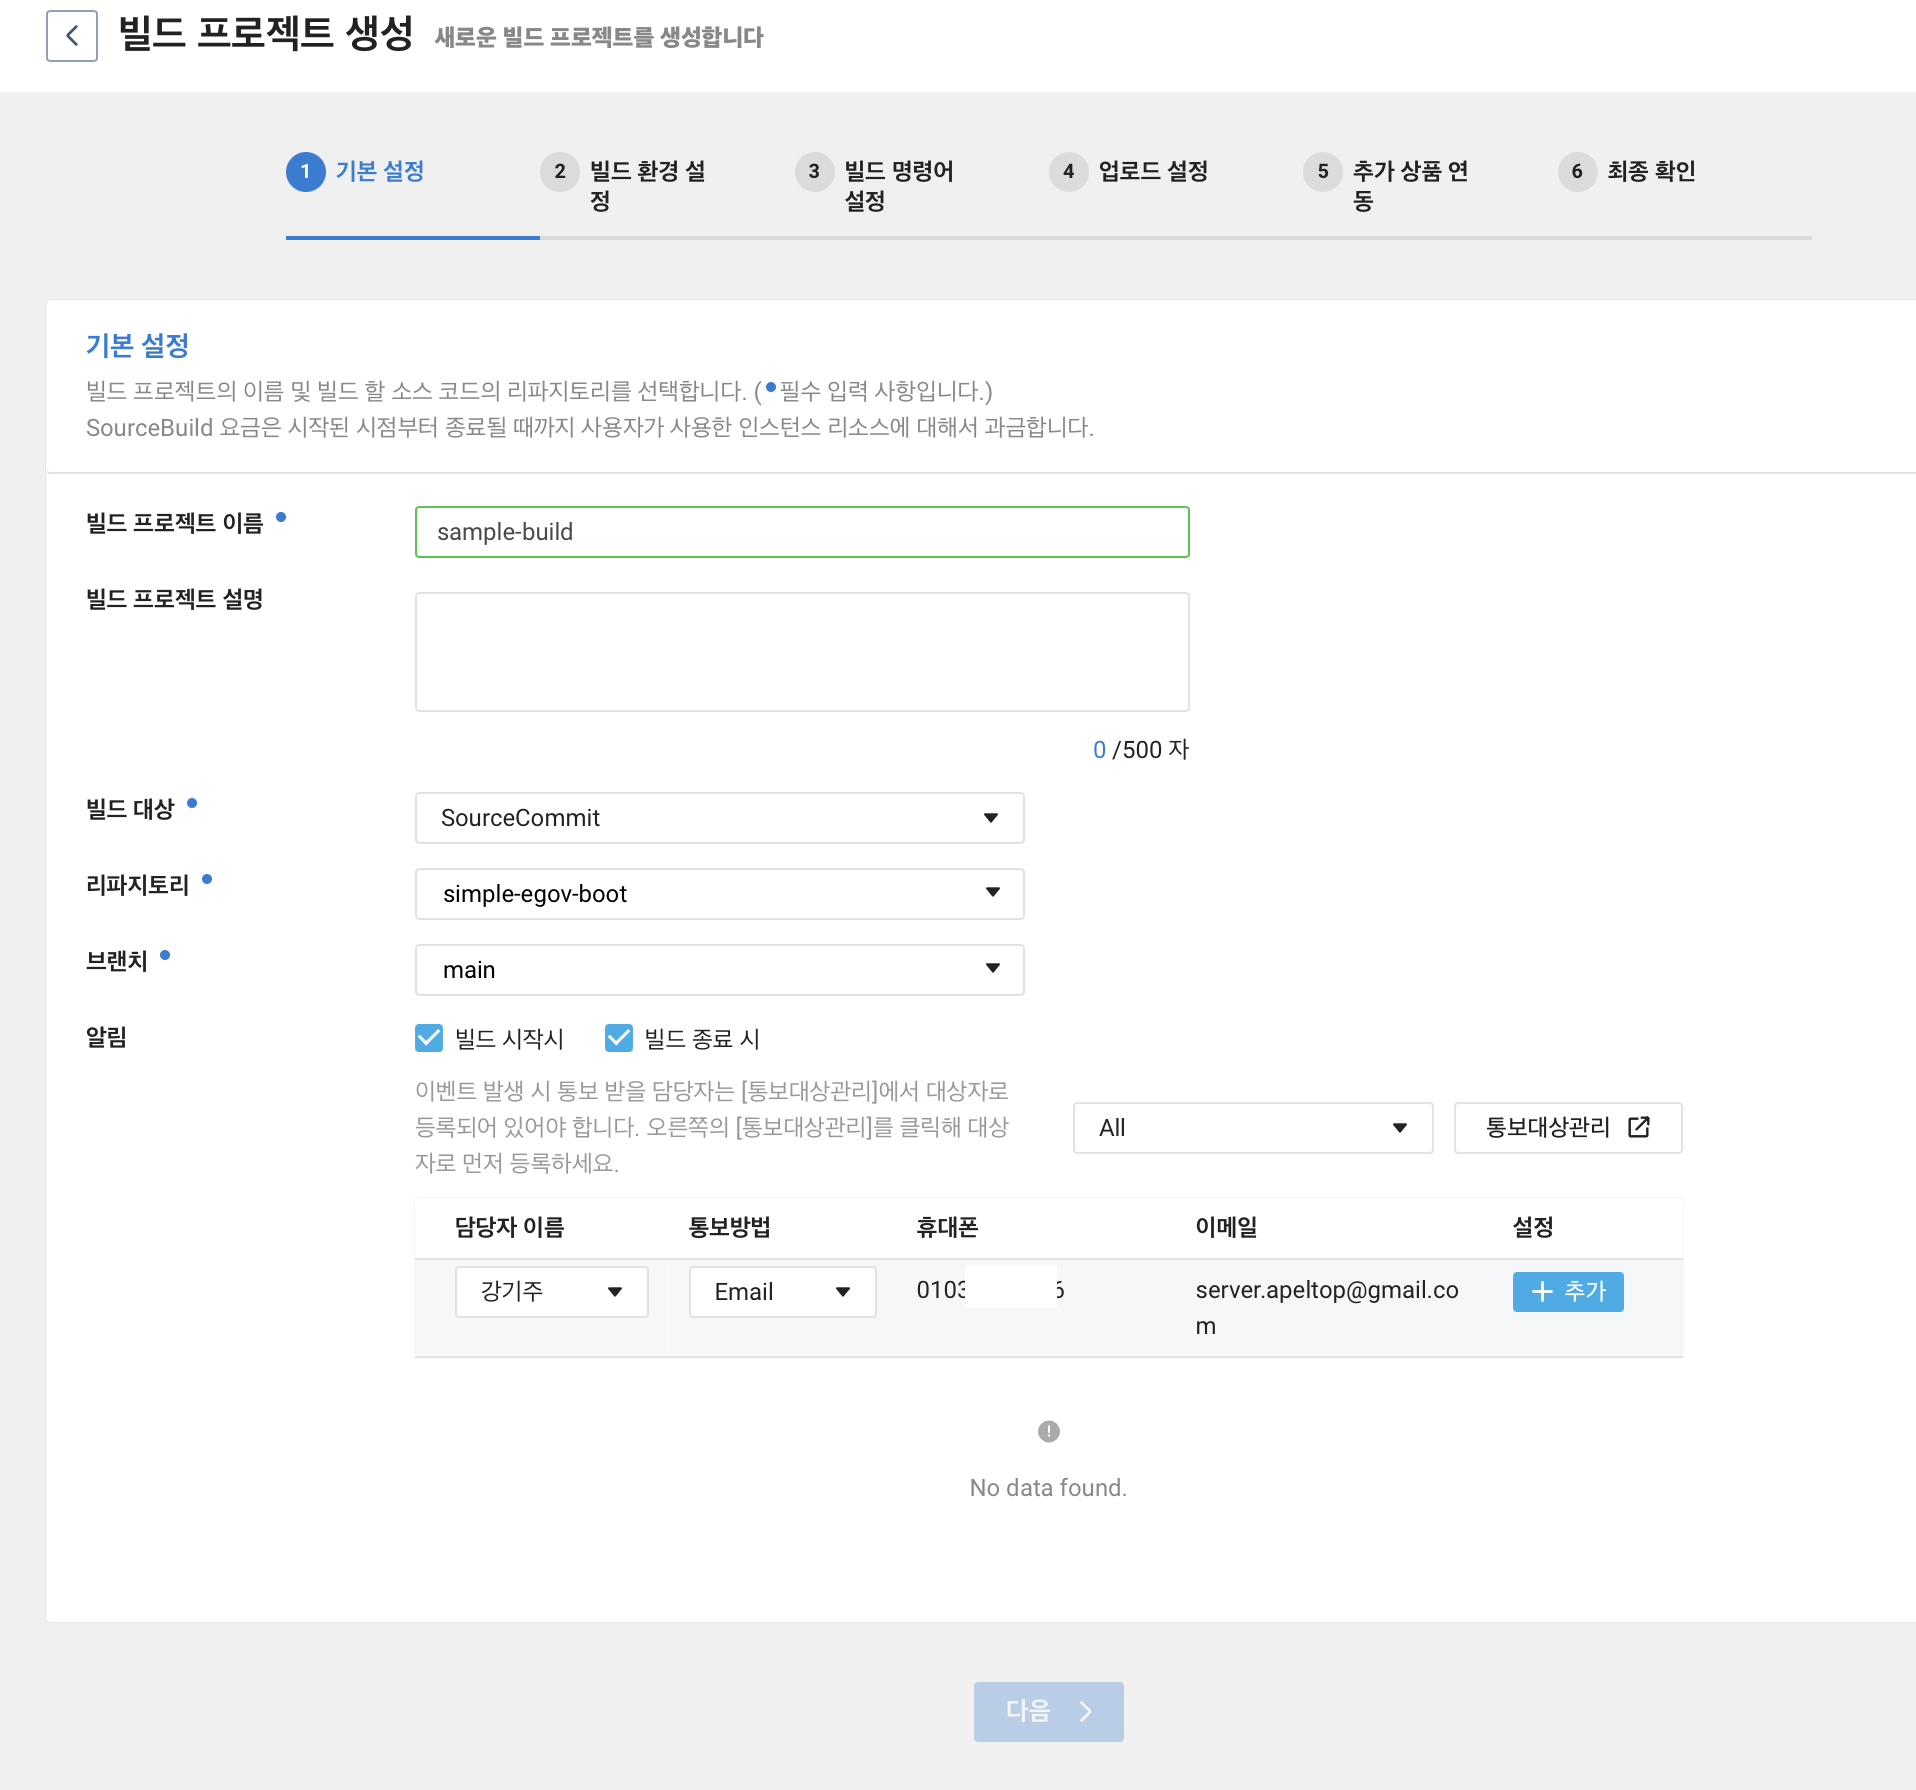 빌드 프로젝트 생성 새로운 빌드 프로젝트를 생성합니다
1 기본 설정
2 빌드 환경 설
정
3 빌드 명령어
설정
4 업로드 설정
5 추가 상품 연
동
6 최종 확인
기본 설정
빌드 프로젝트의 이름 및 빌드 할 소스 코드의 리파지토리를 선택합니다. ( ● 필수 입력 사항입니다.)
SourceBuild 요금은 시작된 시점부터 종료될 때까지 사용자가 사용한 인스턴스 리소스에 대해서 과금합니다.
빌드 프로젝트 이름 ●
sample-build
빌드 프로젝트 설명
0 /500 자
빌드 대상 ●
SourceCommit
리파지토리 ●
simple-egov-boot
브랜치 ●
main
알림
빌드 시작시 빌드 종료 시
이벤트 발생 시 통보 받을 담당자는 [통보대상관리]에서 대상자로
등록되어 있어야 합니다. 오른쪽의 [통보대상관리]를 클릭해 대상
자로 먼저 등록하세요.
All 통보대상관리
담당자 이름 통보방법 휴대폰 이메일 설정
강기주 Email 0103 6 server.apeltop@gmail.co + 추가
m
No data found.
다음